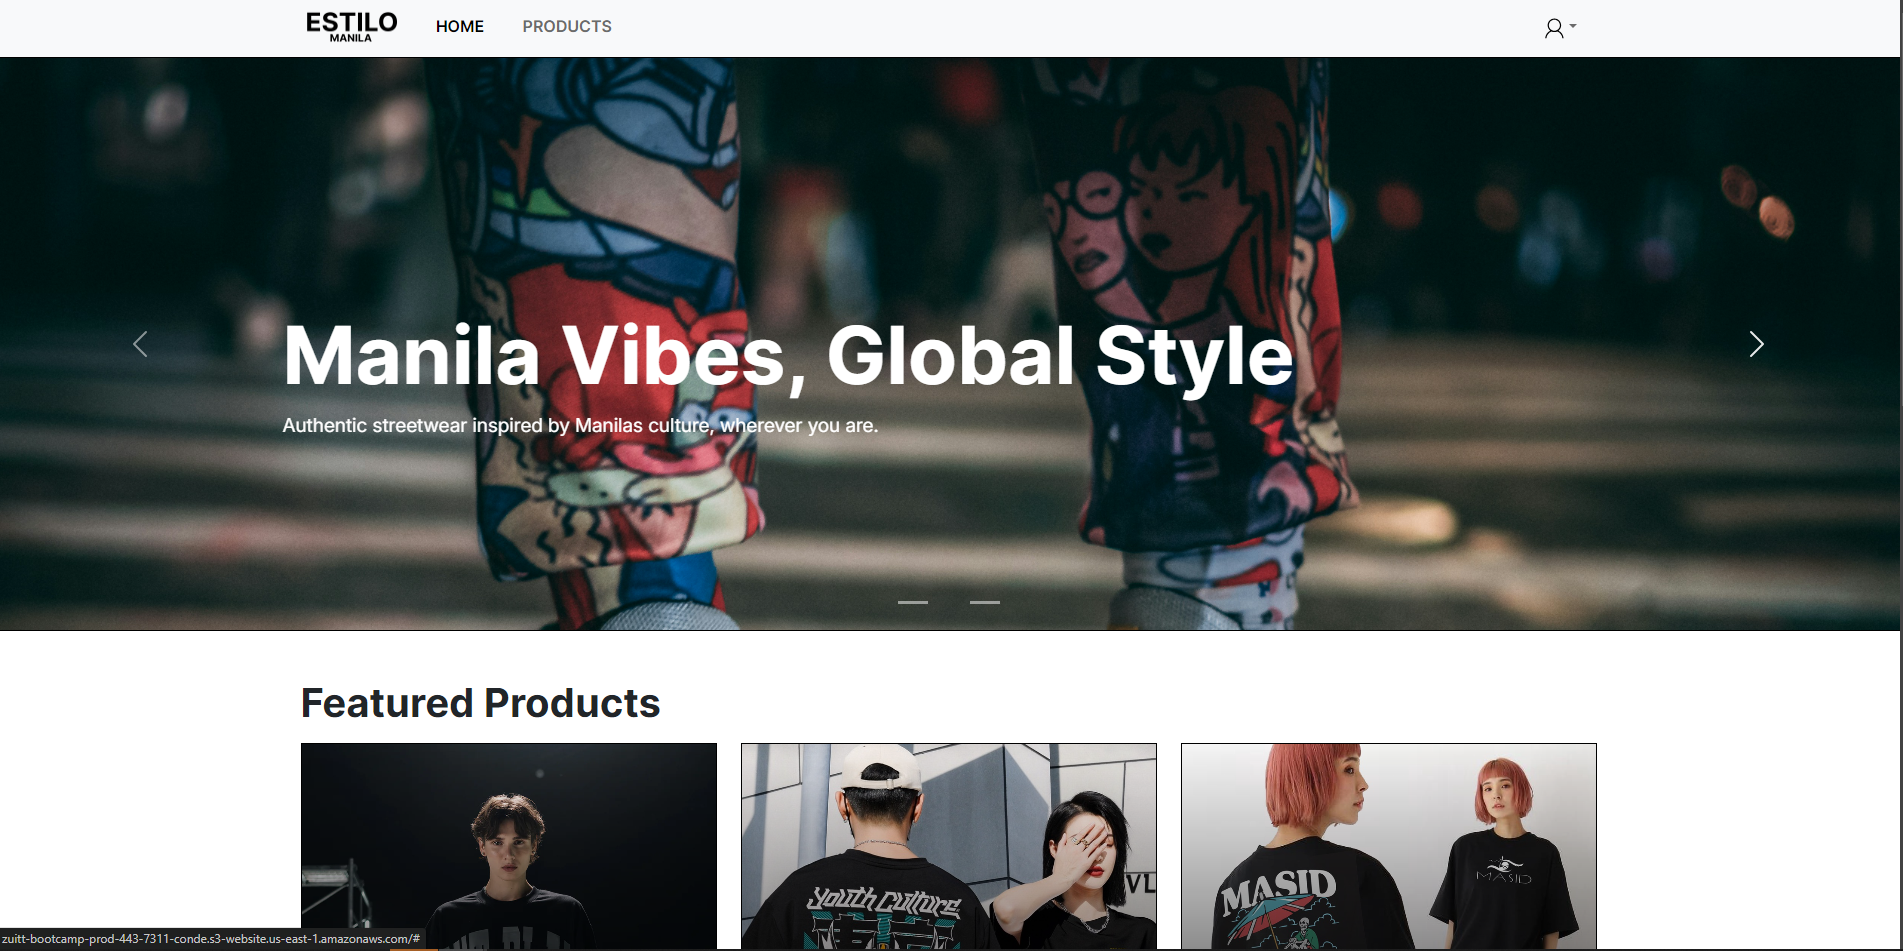 ESTILO
MANILA
HOME
PRODUCTS
Manila Vibes, Global Style
Authentic streetwear inspired by Manilas culture, wherever you are.
Featured Products
Youth Culture
VL
MASID
MASID
zuitt-bootcamp-prod-443-7311-conde.s3-website.us-east-1.amazonaws.com/#